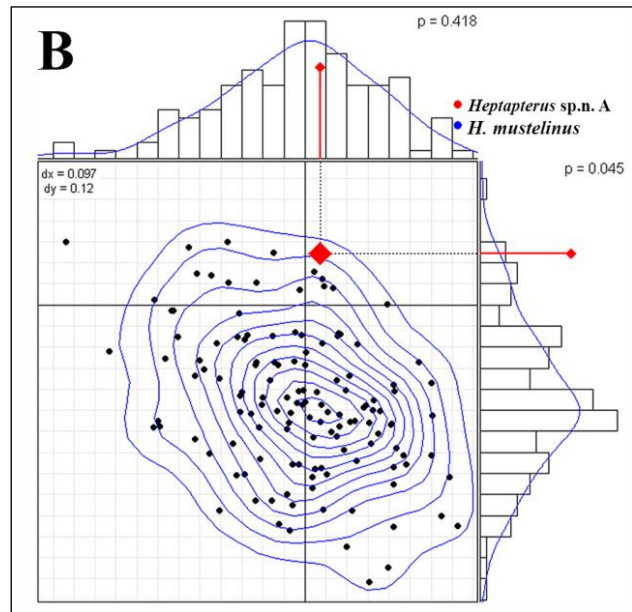 B
p = 0.418
Heptapterus sp.n. A
H. mustelinus
p = 0.045
dx = 0.097
dy = 0.12